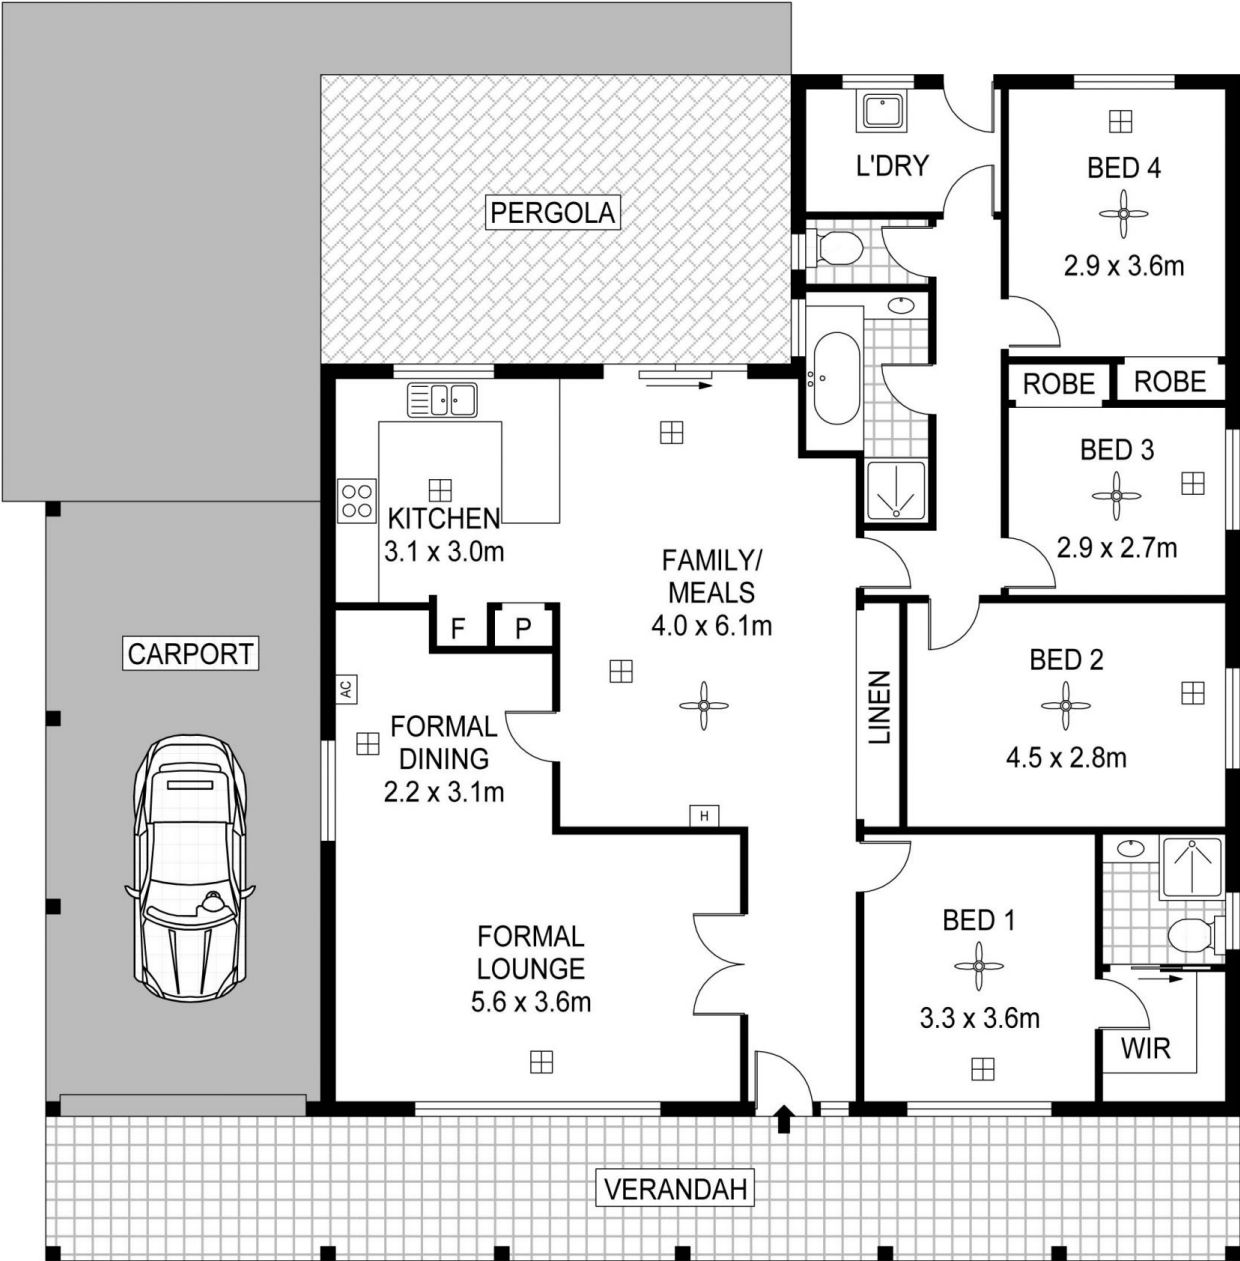 L'DRY
BED 4
2.9 x 3.6m
PERGOLA
ROBE
ROBE
BED 3
2.9 x 2.7m
KITCHEN
3.1 x 3.0m
FAMILY/
MEALS
4.0 x 6.1m
F
P
CARPORT
AC
FORMAL
DINING
2.2 x 3.1m
LINEN
BED 2
4.5 x 2.8m
H
FORMAL
LOUNGE
5.6 x 3.6m
BED 1
3.3 x 3.6m
WIR
VERANDAH